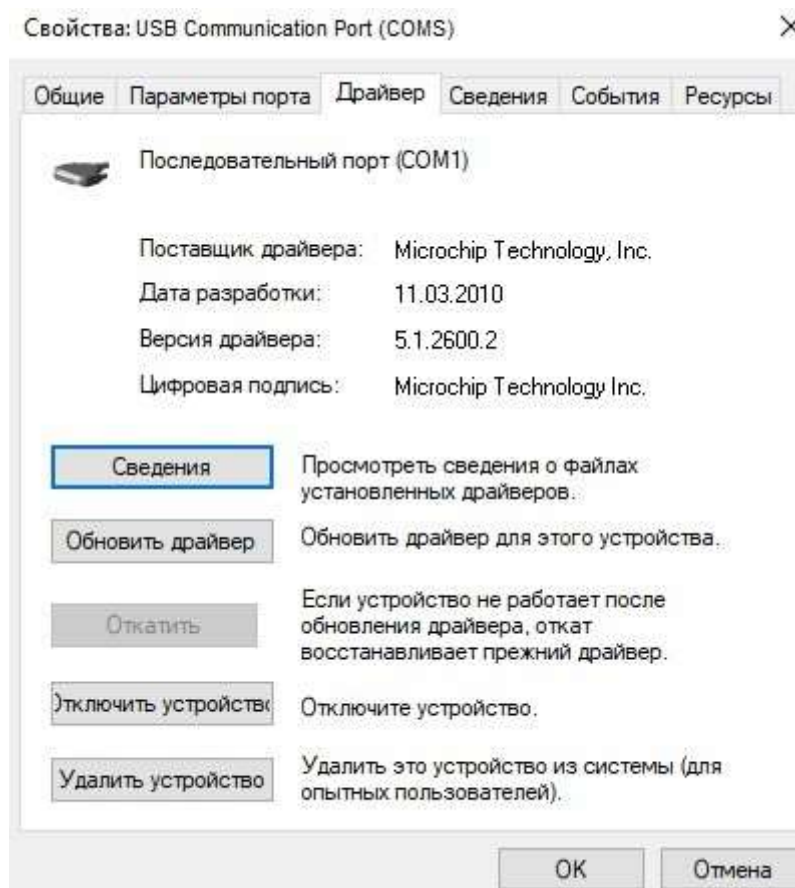 Свойства: USB Communication Port (COMS)
Общие Параметры порта Драйвер Сведения События Ресурсы
Последовательный порт (COM1)
Поставщик драйвера: Microchip Technology, Inc.
Дата разработки: 11.03.2010
Версия драйвера: 5.1.2600.2
Цифровая подпись: Microchip Technology Inc.
Сведения
Просмотреть сведения о файлах
установленных драйверов.
Обновить драйвер
Обновить драйвер для этого устройства.
Откатить
Если устройство не работает после
обновления драйвера, откат
восстанавливает прежний драйвер.
Отключить устройство
Отключите устройство.
Удалить устройство
Удалить это устройство из системы (для
опытных пользователей).
OK Отмена